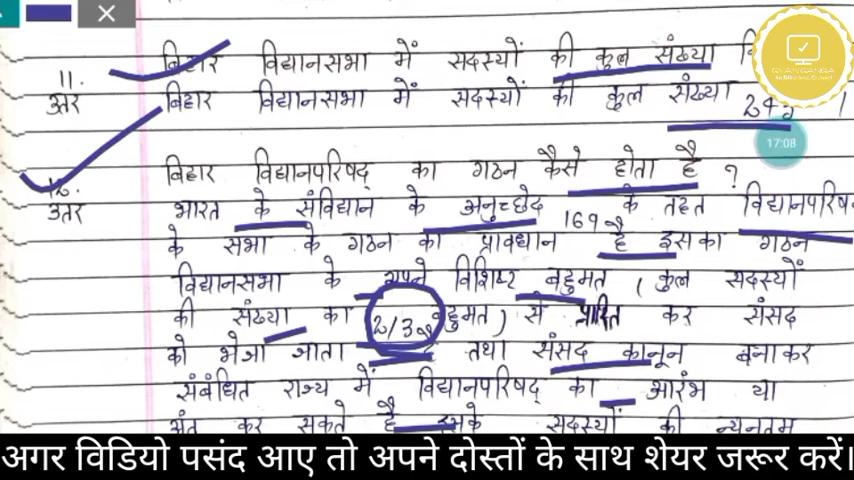 11. बिहार विद्यानसभा में सदस्यों की कुल संख्या
उत्तर बिहार विद्यानसभा में सदस्यों की कुल संख्या 243 ।
17:08
12. बिहार विद्यानपरिषद् का गठन कैसे होता है ?
उत्तर भारत के संविद्यान के अनुच्छेद 169 के तहत विद्यानपरिषद
के सभा के गठन का प्रावधान है इसका गठन
विद्यानसभा के अपने विशिष्ट बहुमत ( कुल सदस्यों
की संख्या का 2/3 बहुमत ) से पारित कर संसद
को भेजा जाता है तथा संसद कानून बनाकर
संबंधित राज्य में विद्यानपरिषद् का आरंभ या
अंत कर सकते है इसके सदस्यों की न्यूनतम
अगर विडियो पसंद आए तो अपने दोस्तों के साथ शेयर जरूर करें।